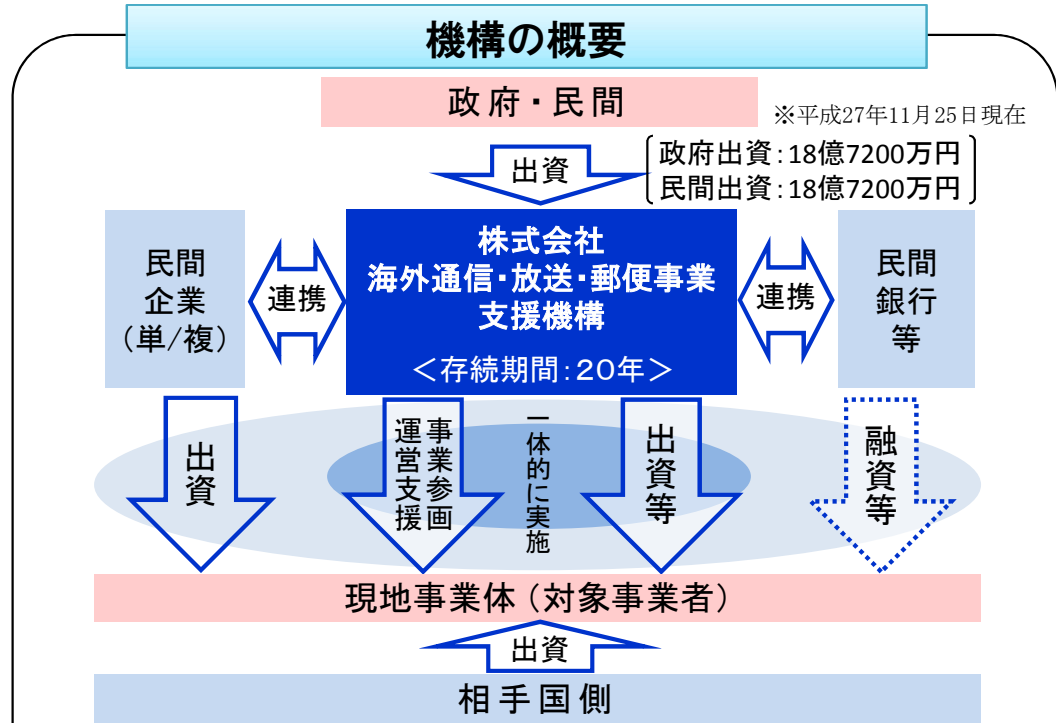 機構の概要
政府・民間
※平成27年11月25日現在
出資
政府出資：18億7200万円
民間出資：18億7200万円
民間
企業
（単/複）
連携
株式会社
海外通信・放送・郵便事業
支援機構
＜存続期間：２０年＞
連携
民間
銀行
等
出資
事業参画
運営支援
一体的に実施
出資等
融資等
現地事業体（対象事業者）
出資
相手国側